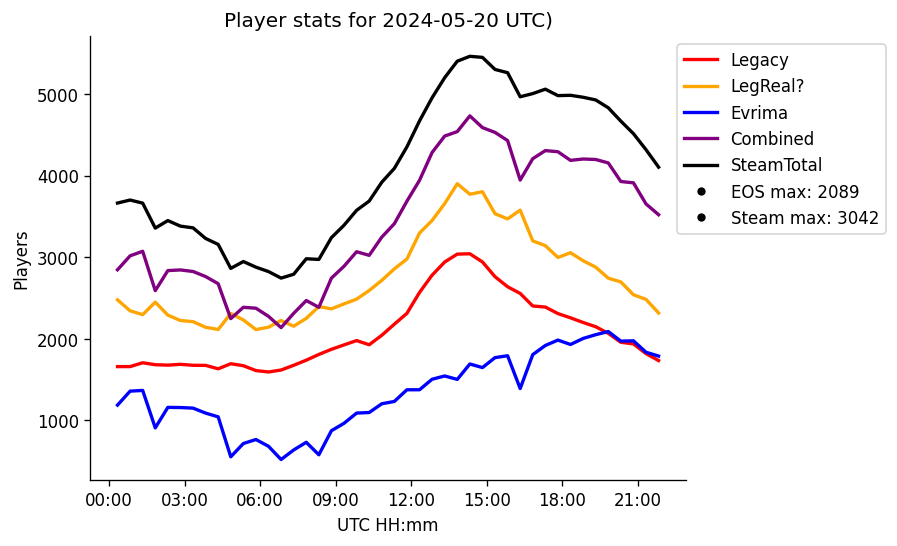 Player stats for 2024-05-20 UTC)
Legacy
LegReal?
Evrima
Combined
SteamTotal
EOS max: 2089
Steam max: 3042
Players
5000
4000
3000
2000
1000
00:00 03:00 06:00 09:00 12:00 15:00 18:00 21:00
UTC HH:mm